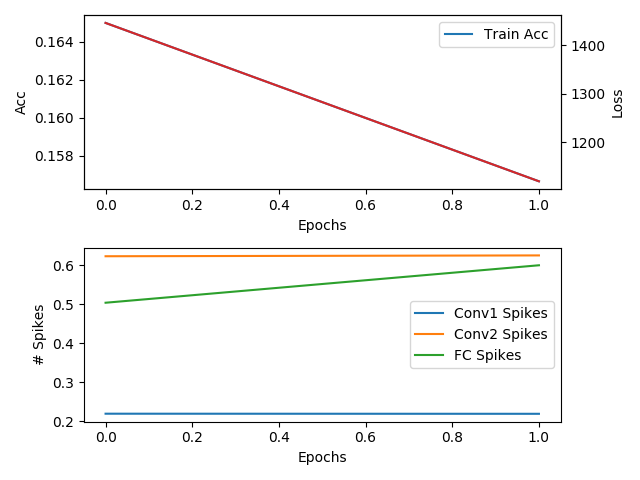 Train Acc
0.164
0.162
0.160
0.158
Acc
1400
1300
1200
Loss
0.0 0.2 0.4 0.6 0.8 1.0
Epochs
0.6
0.5
0.4
0.3
0.2
# Spikes
Conv1 Spikes
Conv2 Spikes
FC Spikes
0.0 0.2 0.4 0.6 0.8 1.0
Epochs